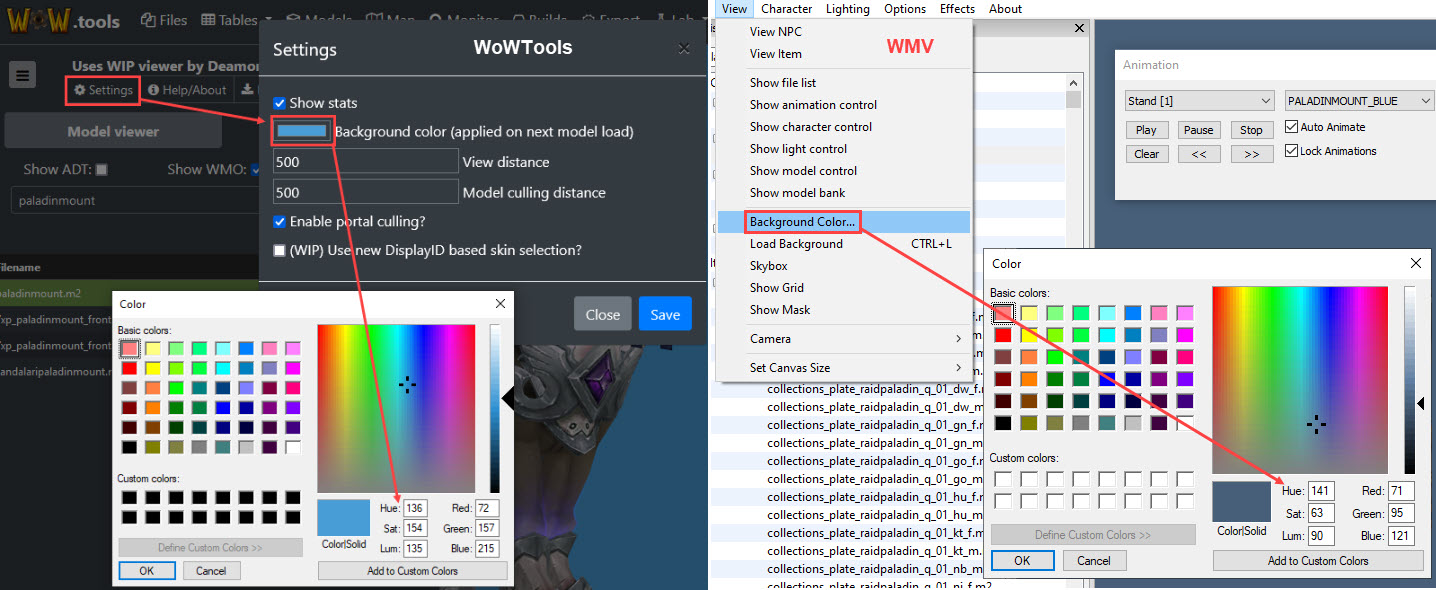 WOW.tools
Files
Tables
Models
Map
Monitor
Builds
Export
Lab
Uses WIP viewer by Deamon
Settings
Help/About
Model viewer
Show ADT:
Show WMO:
paladinmount
Filename
paladinmount.m2
xp_paladinmount_front
xp_paladinmount_front
andalaripaladinmount.m
Settings
WoWTools
Show stats
Background color (applied on next model load)
500
View distance
500
Model culling distance
Enable portal culling?
(WIP) Use new DisplayID based skin selection?
Close
Save
Color
Basic colors:
Custom colors:
Define Custom Colors >>
OK
Cancel
Color|Solid
Hue: 136
Sat: 154
Lum: 135
Red: 72
Green: 157
Blue: 215
Add to Custom Colors
View
Character
Lighting
Options
Effects
About
WMV
View NPC
View Item
Show file list
Show animation control
Show character control
Show light control
Show model control
Show model bank
Background Color...
Load Background CTRL+L
Skybox
Show Grid
Show Mask
Camera
Set Canvas Size
collections_plate_raidpaladin_q_01_dw_f.m
collections_plate_raidpaladin_q_01_dw_m
collections_plate_raidpaladin_q_01_gn_f.m
collections_plate_raidpaladin_q_01_gn_m
collections_plate_raidpaladin_q_01_go_f.m
collections_plate_raidpaladin_q_01_go_m
collections_plate_raidpaladin_q_01_hu_f.m
collections_plate_raidpaladin_q_01_hu_m
collections_plate_raidpaladin_q_01_kt_f.m
collections_plate_raidpaladin_q_01_kt_m.
collections_plate_raidpaladin_q_01_nb_m
collections_plate_raidpaladin_q_01_ni_f.m2
Animation
Stand [1]
PALADINMOUNT_BLUE
Play
Pause
Stop
Auto Animate
Clear
<<
>>
Lock Animations
Color
Basic colors:
Custom colors:
Define Custom Colors >>
OK
Cancel
Color|Solid
Hue: 141
Sat: 63
Lum: 90
Red: 71
Green: 95
Blue: 121
Add to Custom Colors